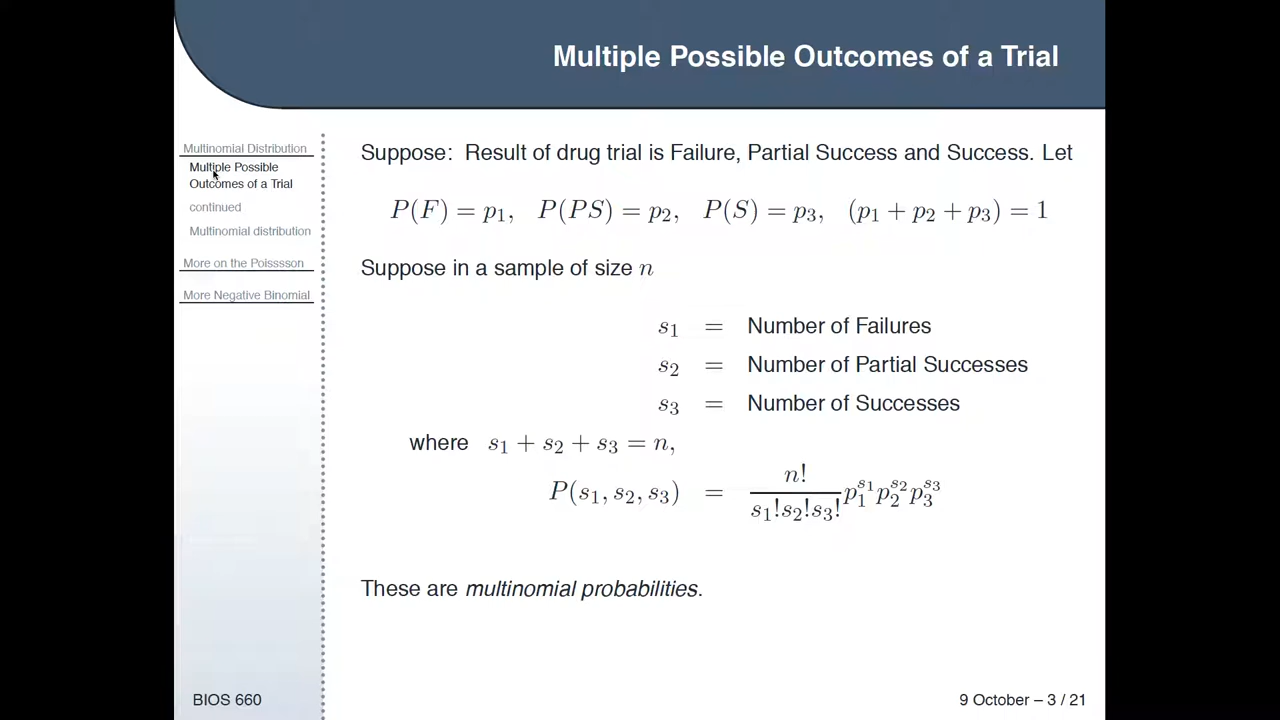 Multiple Possible Outcomes of a Trial
Multinomial Distribution
Multiple Possible
Outcomes of a Trial
continued
Multinomial distribution
More on the Poisssson
More Negative Binomial
Suppose: Result of drug trial is Failure, Partial Success and Success. Let
P(F) = p₁, P(PS) = p₂, P(S) = p₃, (p₁ + p₂ + p₃) = 1
Suppose in a sample of size n
s₁ = Number of Failures
s₂ = Number of Partial Successes
s₃ = Number of Successes
where s₁ + s₂ + s₃ = n,
P(s₁, s₂, s₃) = \frac{n!}{s₁!s₂!s₃!} p₁^{s₁} p₂^{s₂} p₃^{s₃}
These are multinomial probabilities.
BIOS 660
9 October – 3 / 21